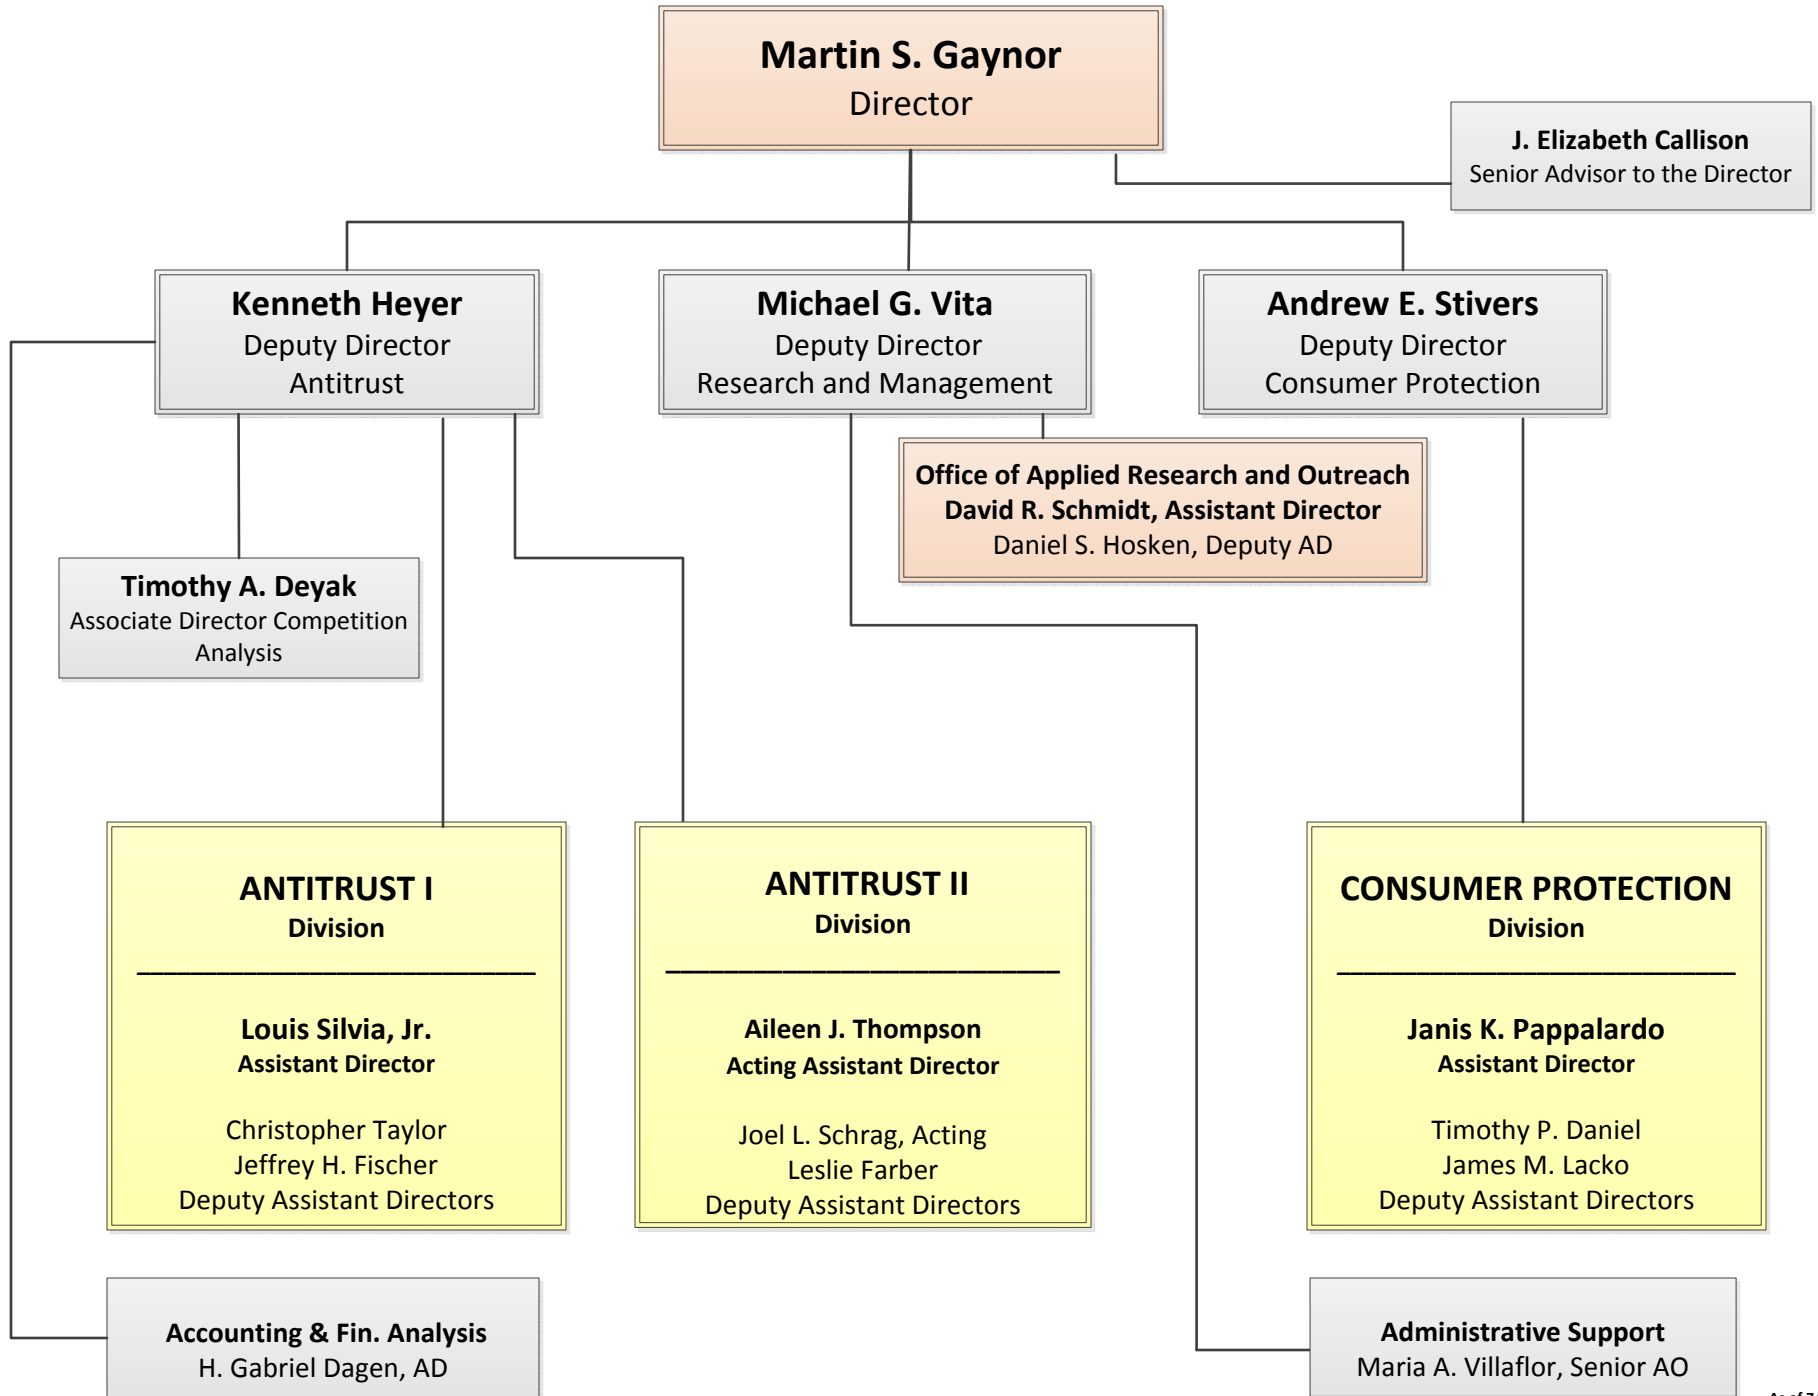 Martin S. Gaynor
Director
J. Elizabeth Callison
Senior Advisor to the Director
Kenneth Heyer
Deputy Director
Antitrust
Michael G. Vita
Deputy Director
Research and Management
Andrew E. Stivers
Deputy Director
Consumer Protection
Office of Applied Research and Outreach
David R. Schmidt, Assistant Director
Daniel S. Hosken, Deputy AD
Timothy A. Deyak
Associate Director Competition
Analysis
ANTITRUST I
Division
Louis Silvia, Jr.
Assistant Director
Christopher Taylor
Jeffrey H. Fischer
Deputy Assistant Directors
ANTITRUST II
Division
Aileen J. Thompson
Acting Assistant Director
Joel L. Schrag, Acting
Leslie Farber
Deputy Assistant Directors
CONSUMER PROTECTION
Division
Janis K. Pappalardo
Assistant Director
Timothy P. Daniel
James M. Lacko
Deputy Assistant Directors
Accounting & Fin. Analysis
H. Gabriel Dagen, AD
Administrative Support
Maria A. Villaflor, Senior AO